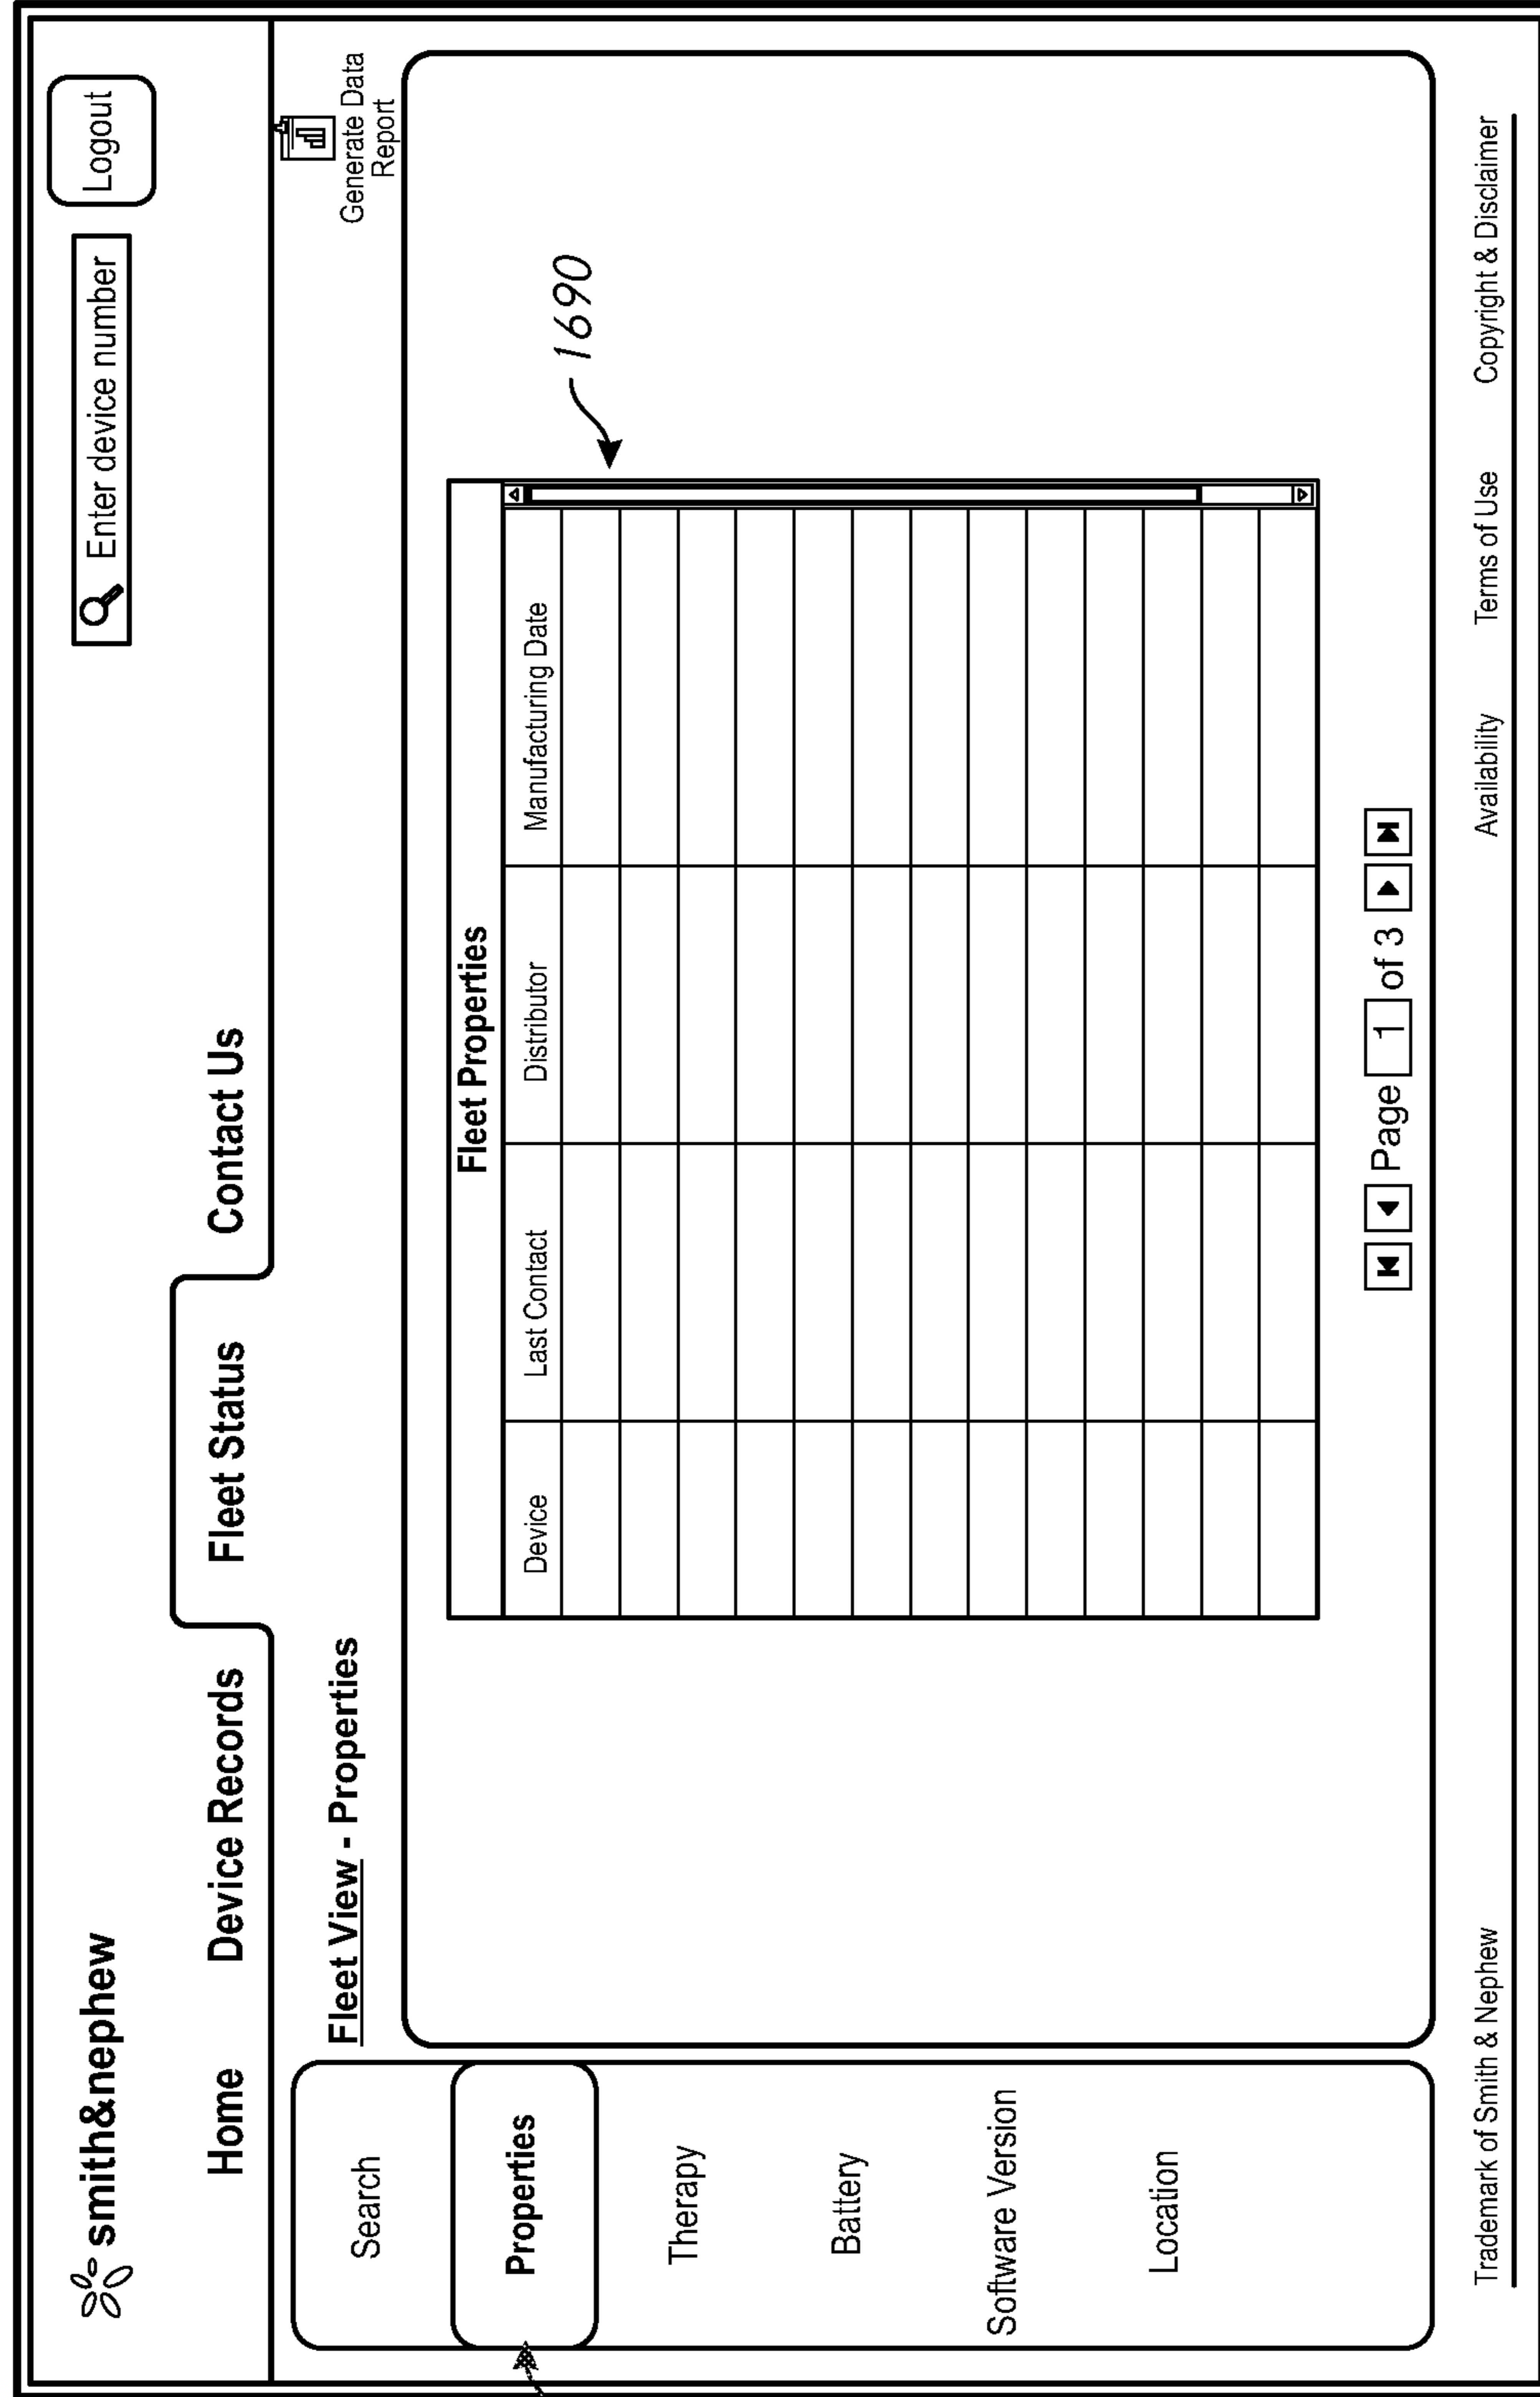 smith&nephew
Enter device number
Logout
Home Device Records Fleet Status Contact Us
Fleet View - Properties
Generate Data
Report
Search
Properties
Therapy
Battery
Software Version
Location
Fleet Properties
Device Last Contact Distributor Manufacturing Date
1690
Page 1 of 3
Trademark of Smith & Nephew Availability Terms of Use Copyright & Disclaimer